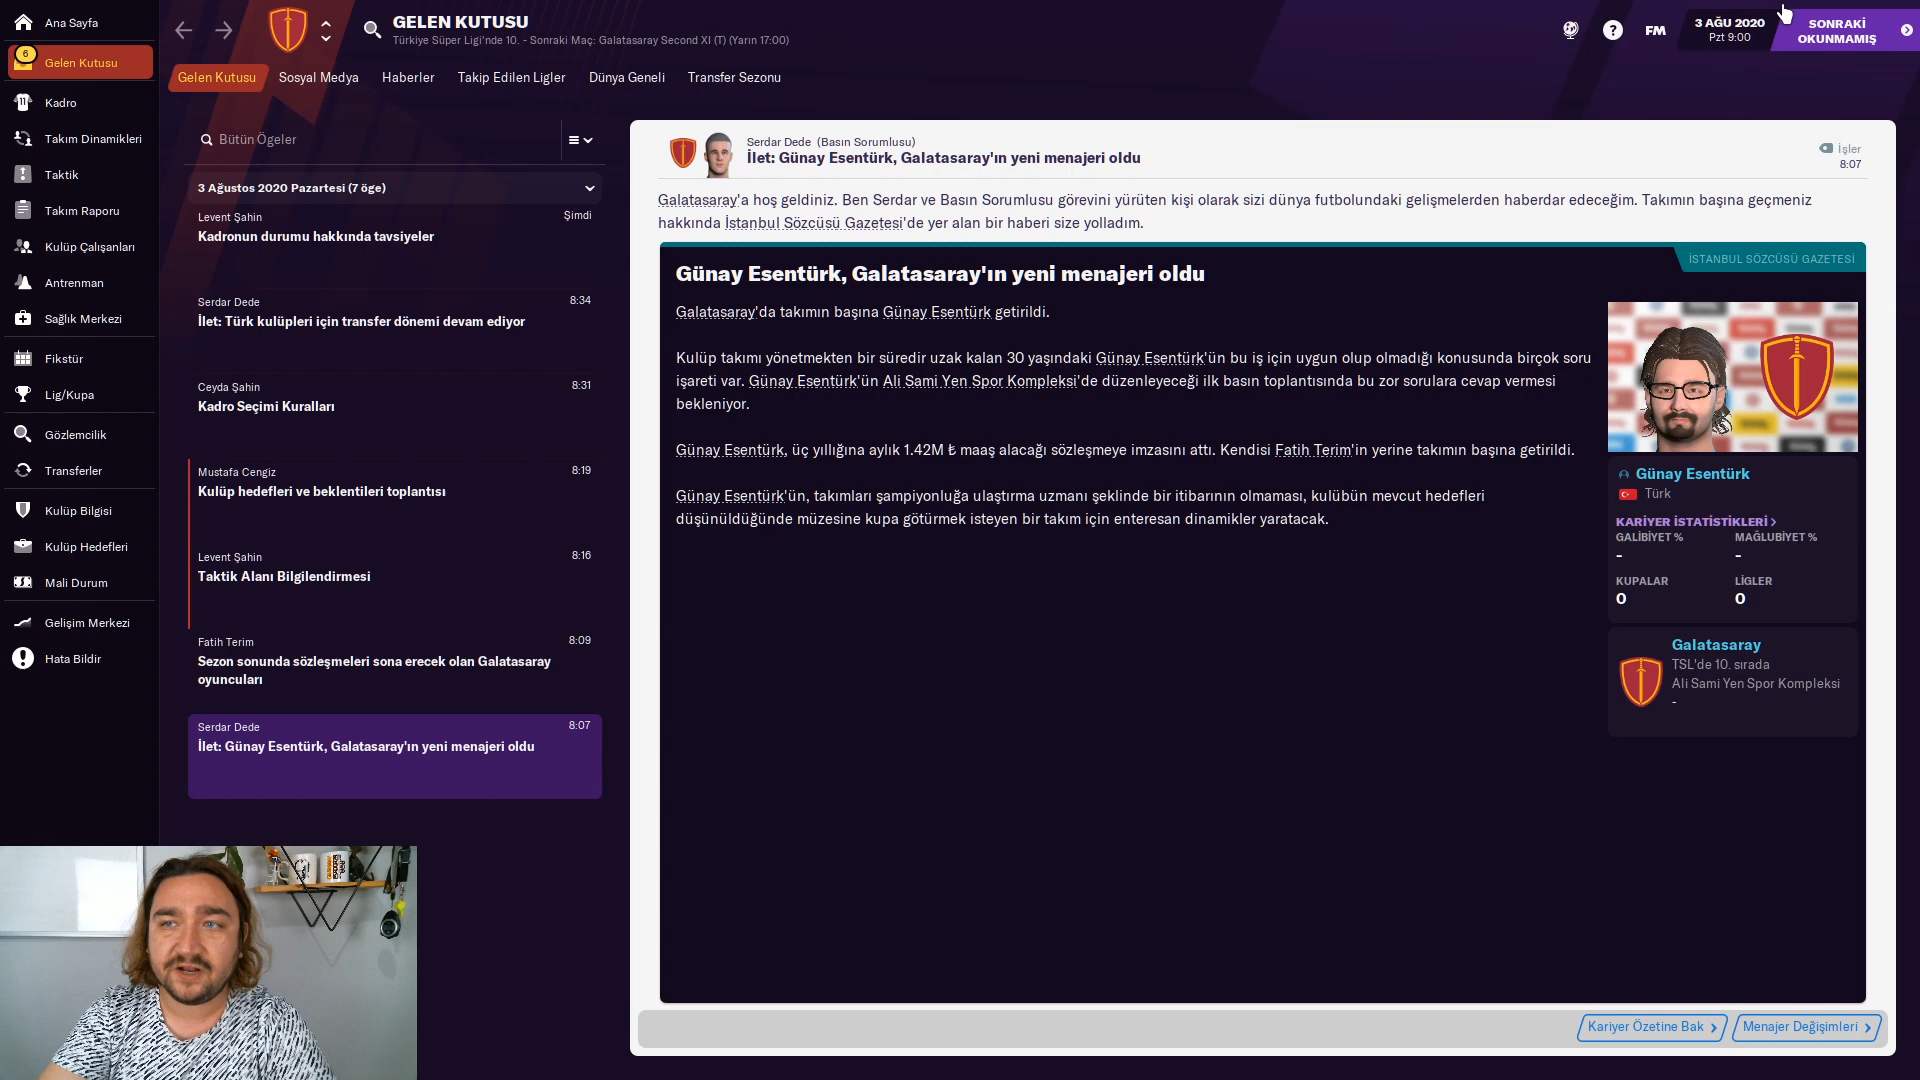 Ana Sayfa
6
Gelen Kutusu
Kadro
Takım Dinamikleri
Taktik
Takım Raporu
Kulüp Çalışanları
Antrenman
Sağlık Merkezi
Fikstür
Lig/Kupa
Gözlemcilik
Transferler
Kulüp Bilgisi
Kulüp Hedefleri
Mali Durum
Gelişim Merkezi
Hata Bildir
GELEN KUTUSU
Türkiye Süper Ligi'nde 10. - Sonraki Maç: Galatasaray Second XI (T) (Yarın 17:00)
FM
3 AĞU 2020
Pzt 9:00
SONRAKİ
OKUNMAMIŞ
Gelen Kutusu Sosyal Medya Haberler Takip Edilen Ligler Dünya Geneli Transfer Sezonu
Bütün Ögeler
3 Ağustos 2020 Pazartesi (7 öge)
Levent Şahin Şimdi
Kadronun durumu hakkında tavsiyeler
Serdar Dede 8:34
İlet: Türk kulüpleri için transfer dönemi devam ediyor
Ceyda Şahin 8:31
Kadro Seçimi Kuralları
Mustafa Cengiz 8:19
Kulüp hedefleri ve beklentileri toplantısı
Levent Şahin 8:16
Taktik Alanı Bilgilendirmesi
Fatih Terim 8:09
Sezon sonunda sözleşmeleri sona erecek olan Galatasaray
oyuncuları
Serdar Dede 8:07
İlet: Günay Esentürk, Galatasaray'ın yeni menajeri oldu
Serdar Dede (Basın Sorumlusu)
İlet: Günay Esentürk, Galatasaray'ın yeni menajeri oldu
İşler
8:07
Galatasaray'a hoş geldiniz. Ben Serdar ve Basın Sorumlusu görevini yürüten kişi olarak sizi dünya futbolundaki gelişmelerden haberdar edeceğim. Takımın başına geçmeniz
hakkında İstanbul Sözcüsü Gazetesi'de yer alan bir haberi size yolladım.
İSTANBUL SÖZCÜSÜ GAZETESİ
Günay Esentürk, Galatasaray'ın yeni menajeri oldu
Galatasaray'da takımın başına Günay Esentürk getirildi.
Kulüp takımı yönetmekten bir süredir uzak kalan 30 yaşındaki Günay Esentürk'ün bu iş için uygun olup olmadığı konusunda birçok soru
işareti var. Günay Esentürk'ün Ali Sami Yen Spor Kompleksi'de düzenleyeceği ilk basın toplantısında bu zor sorulara cevap vermesi
bekleniyor.
Günay Esentürk, üç yıllığına aylık 1.42M ₺ maaş alacağı sözleşmeye imzasını attı. Kendisi Fatih Terim'in yerine takımın başına getirildi.
Günay Esentürk'ün, takımları şampiyonluğa ulaştırma uzmanı şeklinde bir itibarının olmaması, kulübün mevcut hedefleri
düşünüldüğünde müzesine kupa götürmek isteyen bir takım için enteresan dinamikler yaratacak.
Günay Esentürk
Türk
KARİYER İSTATİSTİKLERİ >
GALİBİYET % MAĞLUBİYET %
- -
KUPALAR LİGLER
0 0
Galatasaray
TSL'de 10. sırada
Ali Sami Yen Spor Kompleksi
-
Kariyer Özetine Bak > Menajer Değişimleri >